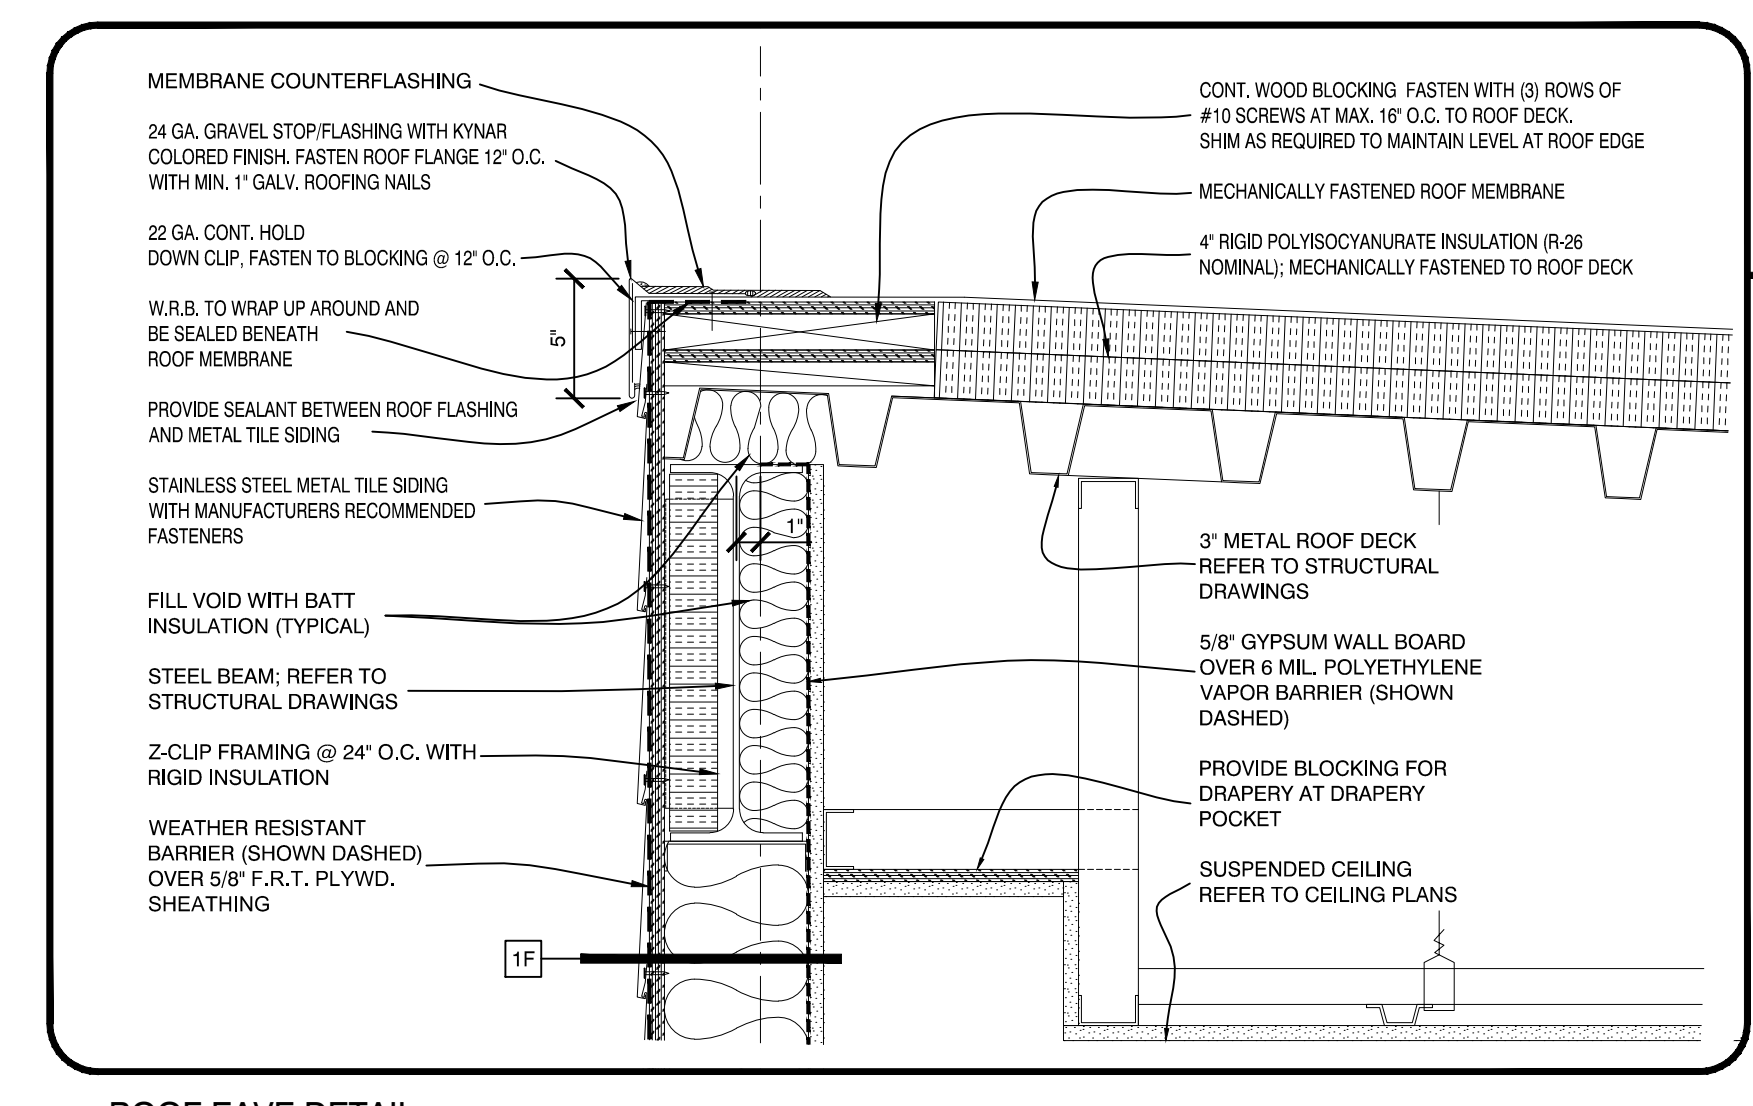 MEMBRANE COUNTERFLASHING
24 GA. GRAVEL STOP/FLASHING WITH KYNAR
COLORED FINISH. FASTEN ROOF FLANGE 12" O.C.
WITH MIN. 1" GALV. ROOFING NAILS
22 GA. CONT. HOLD
DOWN CLIP, FASTEN TO BLOCKING @ 12" O.C.
W.R.B. TO WRAP UP AROUND AND
BE SEALED BENEATH
ROOF MEMBRANE
PROVIDE SEALANT BETWEEN ROOF FLASHING
AND METAL TILE SIDING
STAINLESS STEEL METAL TILE SIDING
WITH MANUFACTURERS RECOMMENDED
FASTENERS
FILL VOID WITH BATT
INSULATION (TYPICAL)
STEEL BEAM; REFER TO
STRUCTURAL DRAWINGS
Z-CLIP FRAMING @ 24" O.C. WITH
RIGID INSULATION
WEATHER RESISTANT
BARRIER (SHOWN DASHED)
OVER 5/8" F.R.T. PLYWD.
SHEATHING
5"
1"
1F
CONT. WOOD BLOCKING FASTEN WITH (3) ROWS OF
#10 SCREWS AT MAX. 16" O.C. TO ROOF DECK.
SHIM AS REQUIRED TO MAINTAIN LEVEL AT ROOF EDGE
MECHANICALLY FASTENED ROOF MEMBRANE
4" RIGID POLYISOCYANURATE INSULATION (R-26
NOMINAL); MECHANICALLY FASTENED TO ROOF DECK
3" METAL ROOF DECK
REFER TO STRUCTURAL
DRAWINGS
5/8" GYPSUM WALL BOARD
OVER 6 MIL. POLYETHYLENE
VAPOR BARRIER (SHOWN
DASHED)
PROVIDE BLOCKING FOR
DRAPERY AT DRAPERY
POCKET
SUSPENDED CEILING
REFER TO CEILING PLANS
ROOF EAVE DETAIL